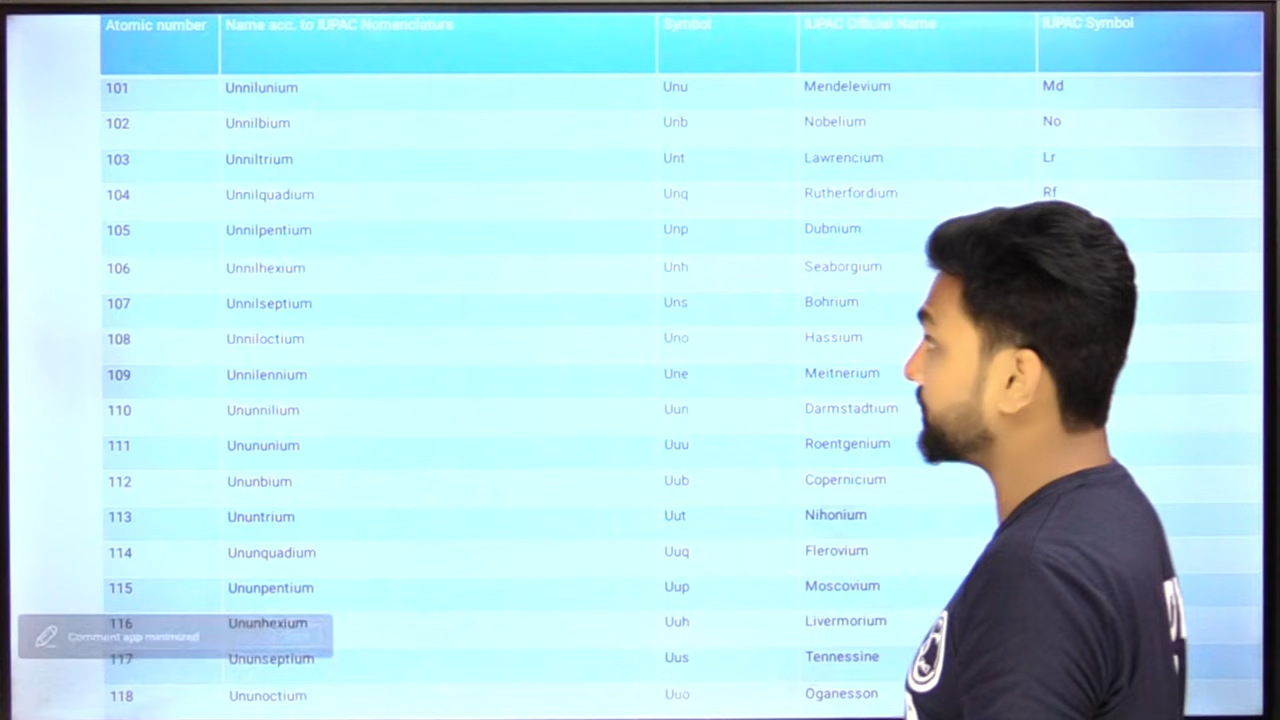 Atomic number Name acc. to IUPAC Nomenclature Symbol IUPAC Official Name IUPAC Symbol
101 Unnilunium Unu Mendelevium Md
102 Unnilbium Unb Nobelium No
103 Unniltrium Unt Lawrencium Lr
104 Unnilquadium Unq Rutherfordium Rf
105 Unnilpentium Unp Dubnium
106 Unnilhexium Unh Seaborgium
107 Unnilseptium Uns Bohrium
108 Unniloctium Uno Hassium
109 Unnilennium Une Meitnerium
110 Ununnilium Uun Darmstadtium
111 Unununium Uuu Roentgenium
112 Ununbium Uub Copernicium
113 Ununtrium Uut Nihonium
114 Ununquadium Uuq Flerovium
115 Ununpentium Uup Moscovium
116 Ununhexium Uuh Livermorium
Comment app minimized
117 Ununseptium Uus Tennessine
118 Ununoctium Uuo Oganesson